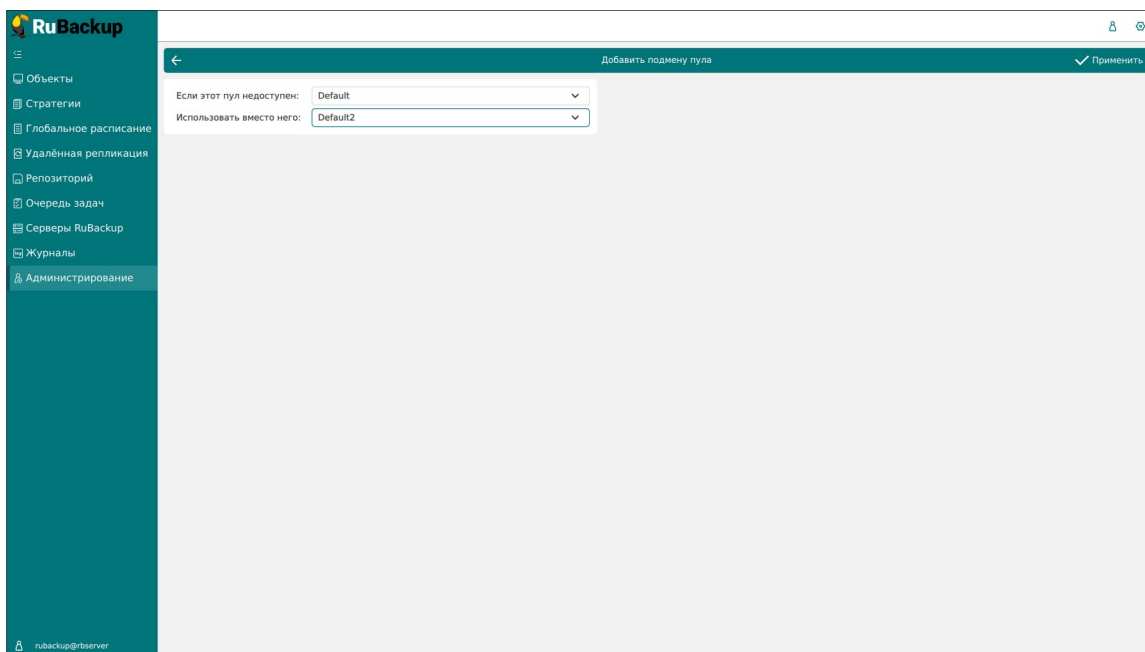 RuBackup
Добавить подмену пула
Применить
Объекты
Стратегии
Глобальное расписание
Удалённая репликация
Репозиторий
Очередь задач
Серверы RuBackup
Журналы
Администрирование
Если этот пул недоступен: Default
Использовать вместо него: Default2
rubackup@rbserver